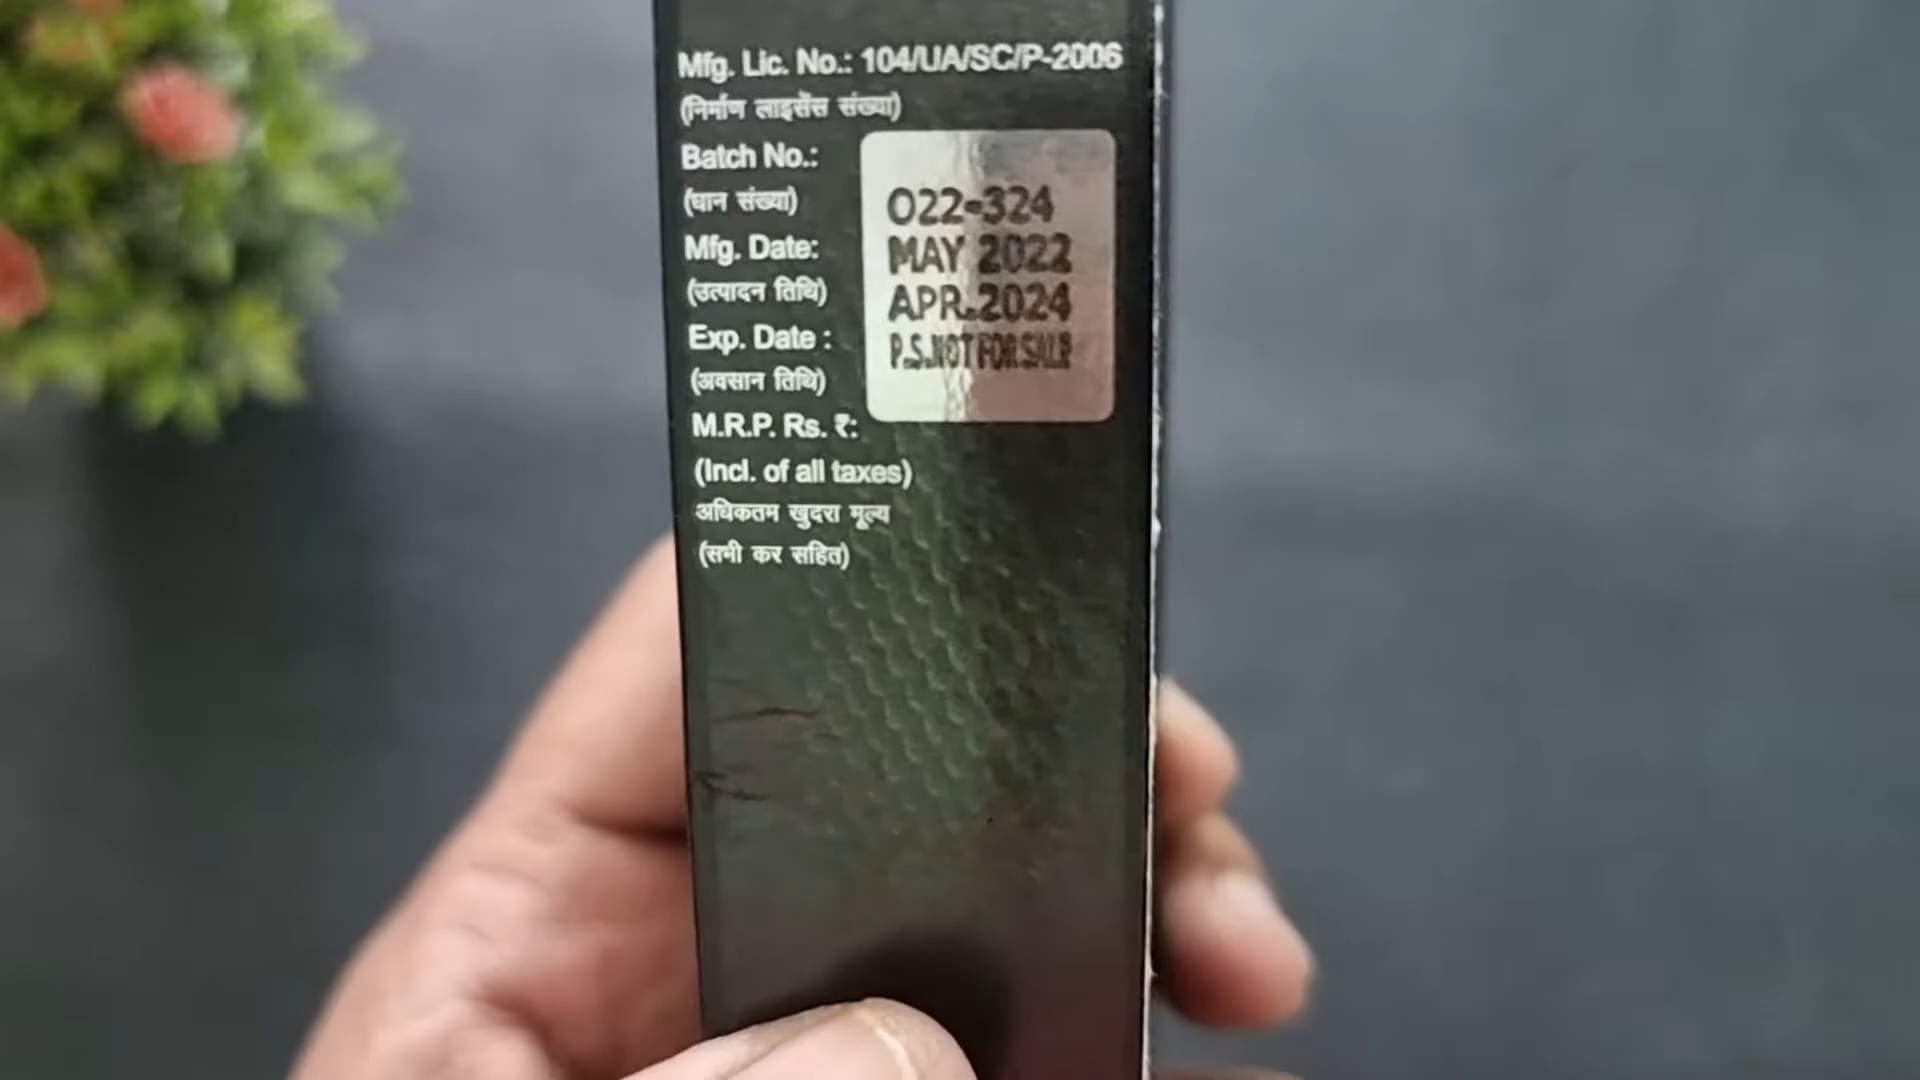 Mfg. Lic. No.: 104/UA/SC/P-2006
(निर्माण लाइसेंस संख्या)
Batch No.:
(घान संख्या)
O22-324
Mfg. Date:
MAY 2022
(उत्पादन तिथि)
APR.2024
Exp. Date :
P.S.NOT FOR SALE
(अवसान तिथि)
M.R.P. Rs. ₹:
(Incl. of all taxes)
अधिकतम खुदरा मूल्य
(सभी कर सहित)